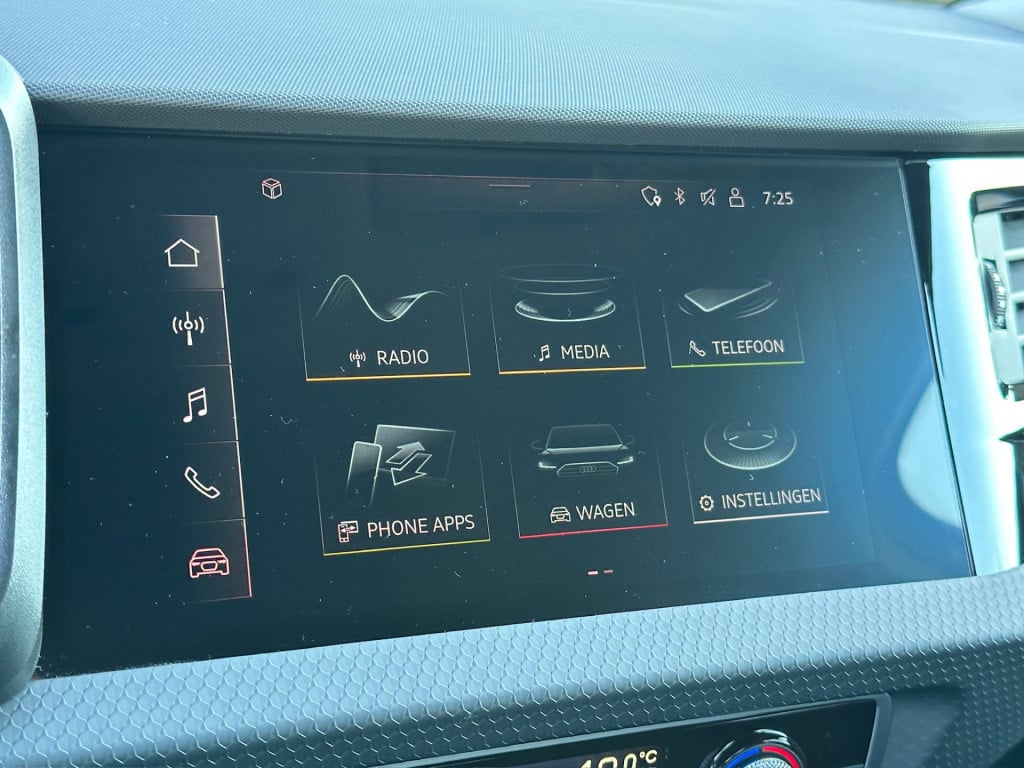 7:25
RADIO
MEDIA
TELEFOON
PHONE APPS
WAGEN
INSTELLINGEN